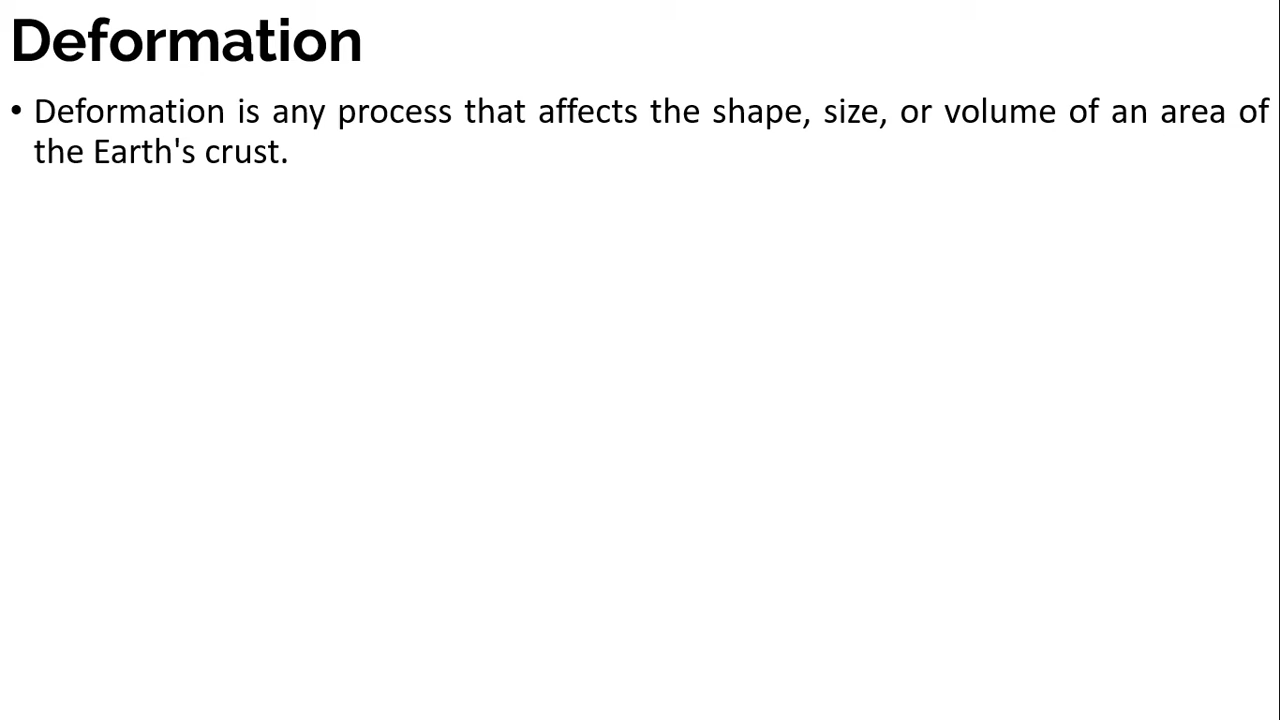 Deformation
• Deformation is any process that affects the shape, size, or volume of an area of
the Earth's crust.